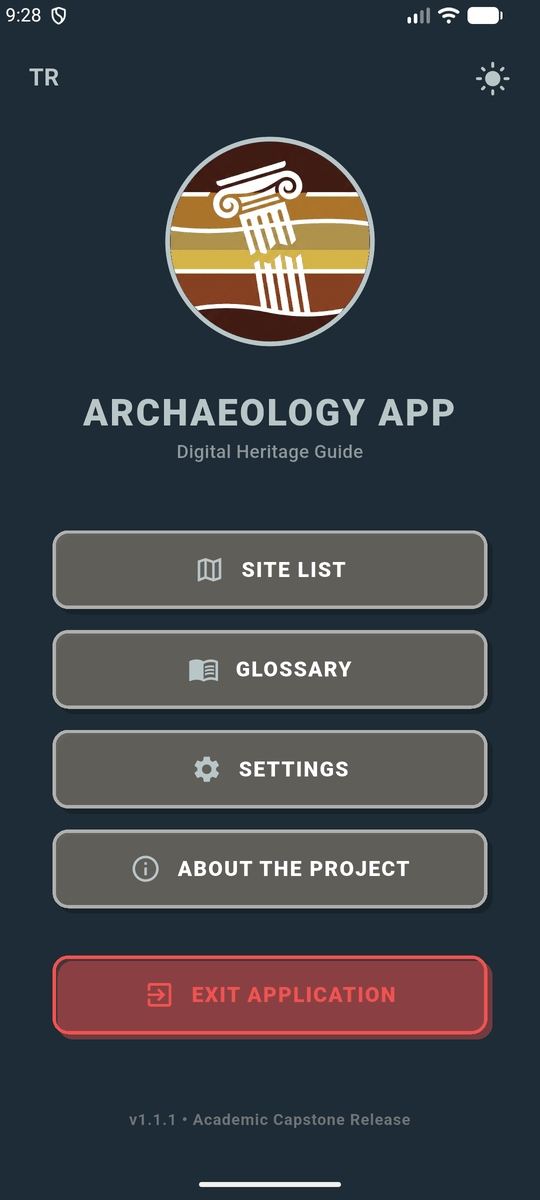 9:28
TR
ARCHAEOLOGY APP
Digital Heritage Guide
SITE LIST
GLOSSARY
SETTINGS
ABOUT THE PROJECT
EXIT APPLICATION
v1.1.1 • Academic Capstone Release